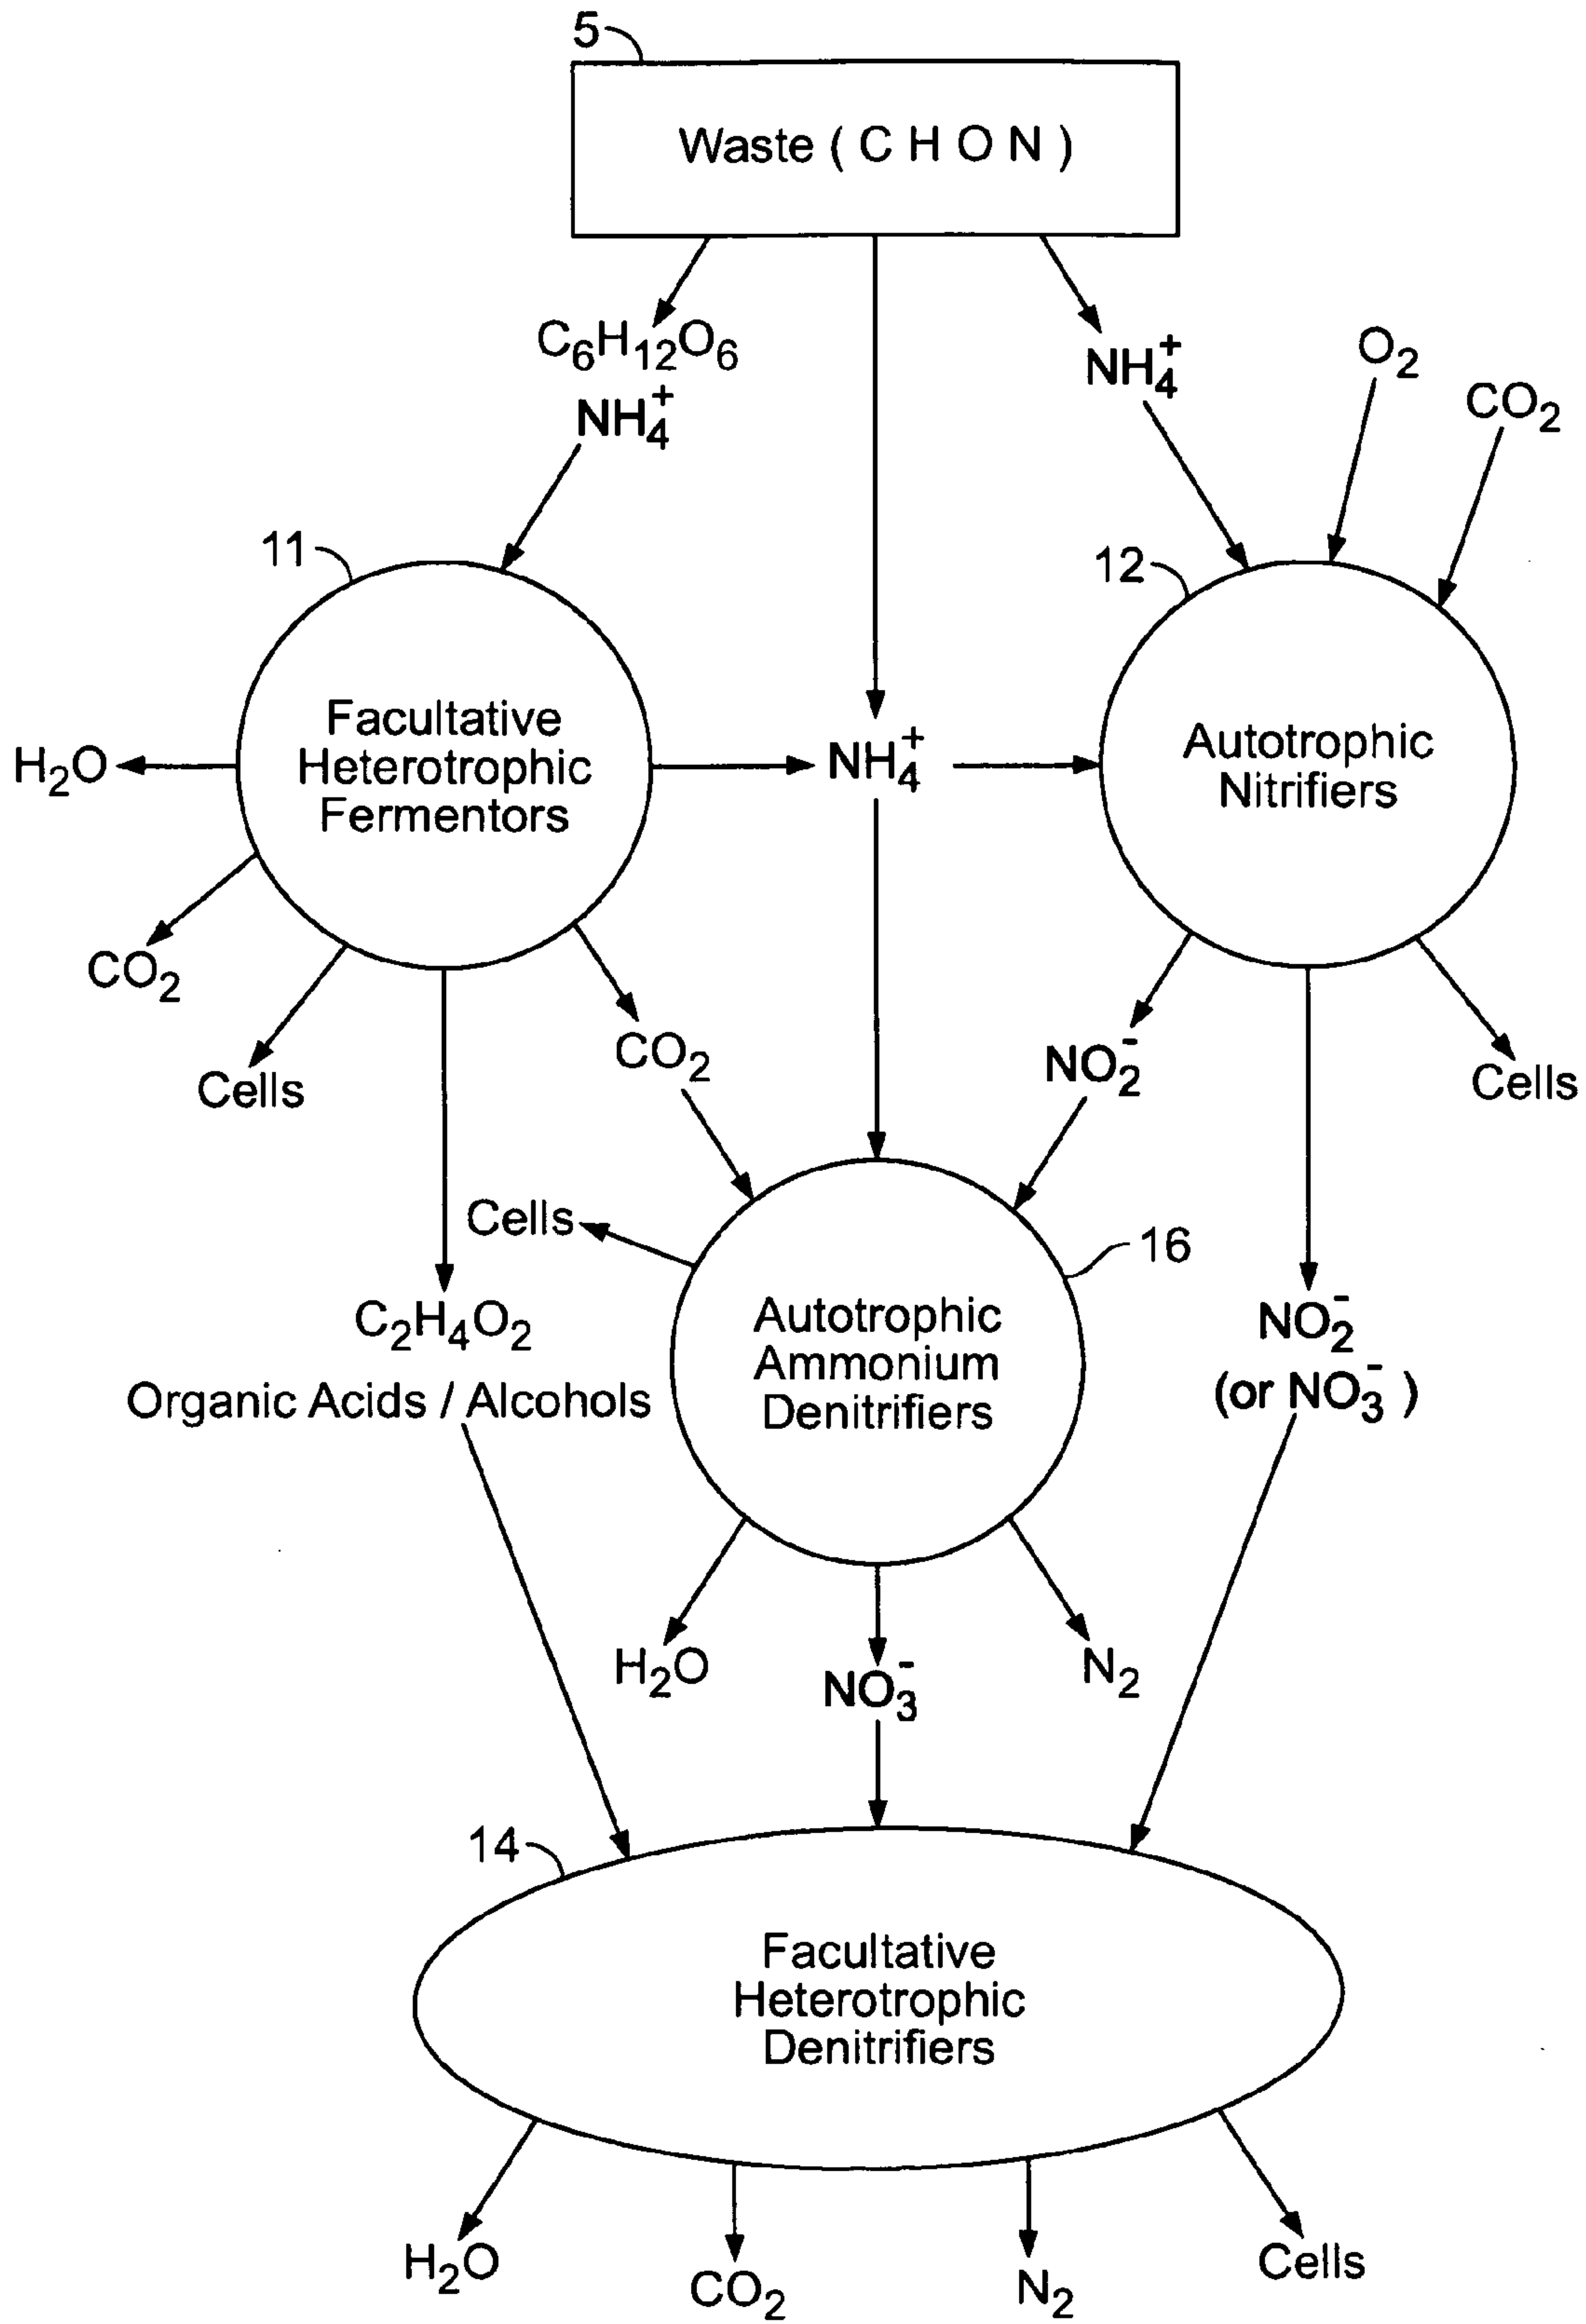 5
Waste ( C H O N )
C₆H₁₂O₆
NH₄⁺
NH₄⁺
O₂
CO₂
11
12
Facultative
Heterotrophic
Fermentors
H₂O
NH₄⁺
Autotrophic
Nitrifiers
CO₂
Cells
CO₂
NO₂⁻
Cells
Cells
16
C₂H₄O₂
Organic Acids / Alcohols
Autotrophic
Ammonium
Denitrifiers
NO₂⁻
(or NO₃⁻ )
H₂O
NO₃⁻
N₂
14
Facultative
Heterotrophic
Denitrifiers
H₂O
CO₂
N₂
Cells